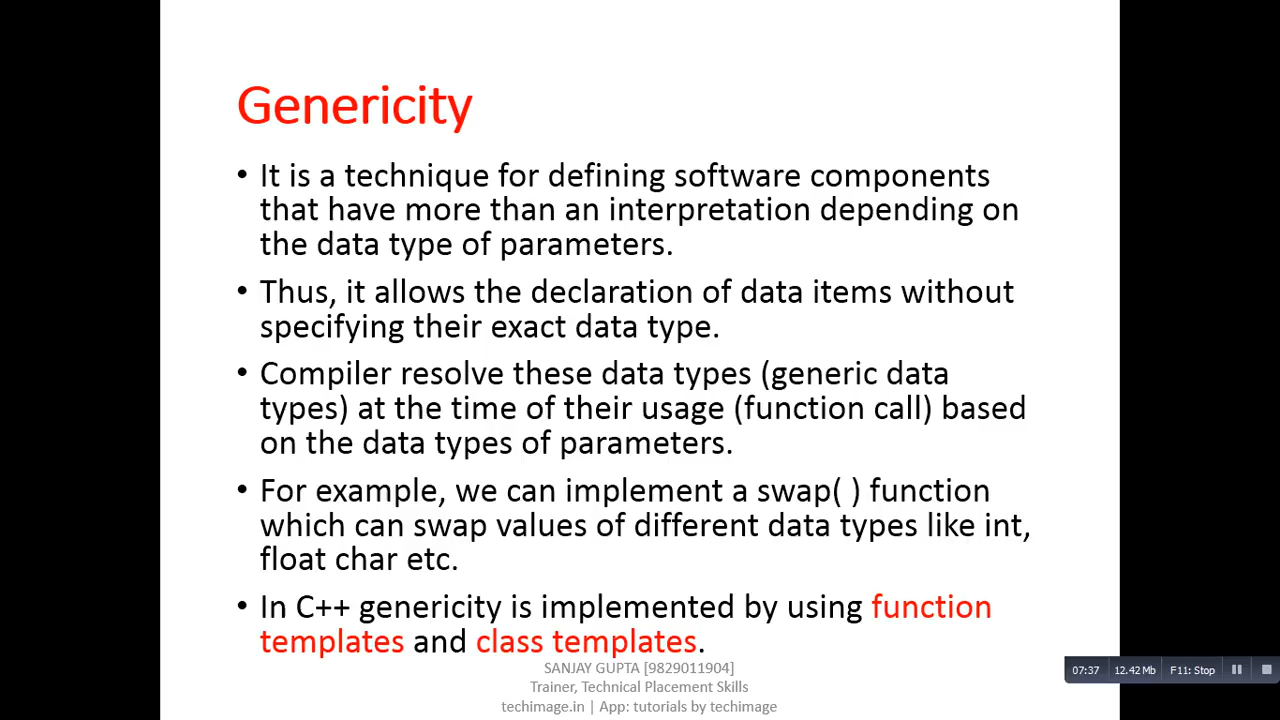 Genericity
• It is a technique for defining software components
that have more than an interpretation depending on
the data type of parameters.
• Thus, it allows the declaration of data items without
specifying their exact data type.
• Compiler resolve these data types (generic data
types) at the time of their usage (function call) based
on the data types of parameters.
• For example, we can implement a swap( ) function
which can swap values of different data types like int,
float char etc.
• In C++ genericity is implemented by using function
templates and class templates.
SANJAY GUPTA [9829011904]
Trainer, Technical Placement Skills
techimage.in | App: tutorials by techimage
07:37 12.42 Mb F11: Stop